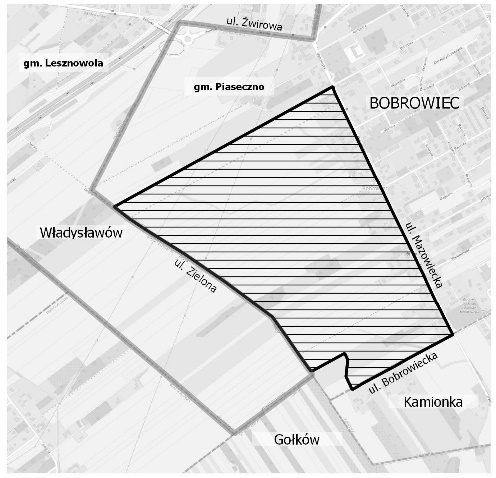 ul. Żwirowa
gm. Lesznowola
gm. Piaseczno
BOBROWIEC
Władysławów
ul. Zielona
ul. Mazowiecka
ul. Bobrowiecka
Kamionka
Gołków